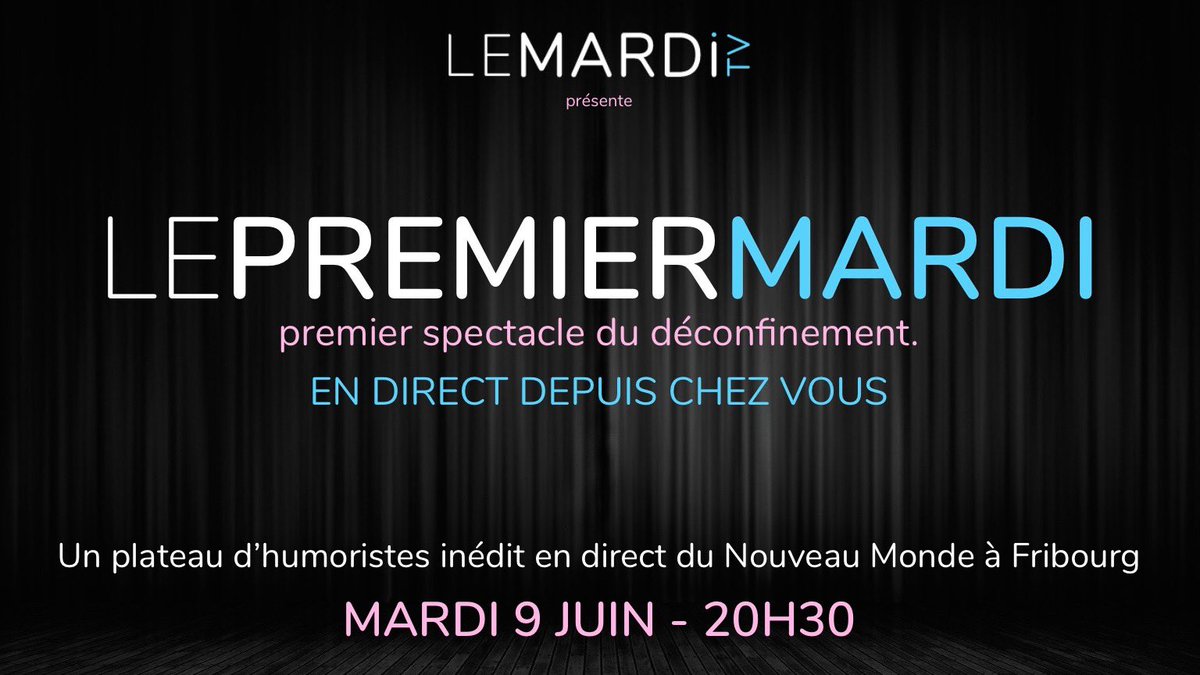 LEMARDi TV
présente
LEPREMIERMARDI
premier spectacle du déconfinement.
EN DIRECT DEPUIS CHEZ VOUS
Un plateau d’humoristes inédit en direct du Nouveau Monde à Fribourg
MARDI 9 JUIN - 20H30